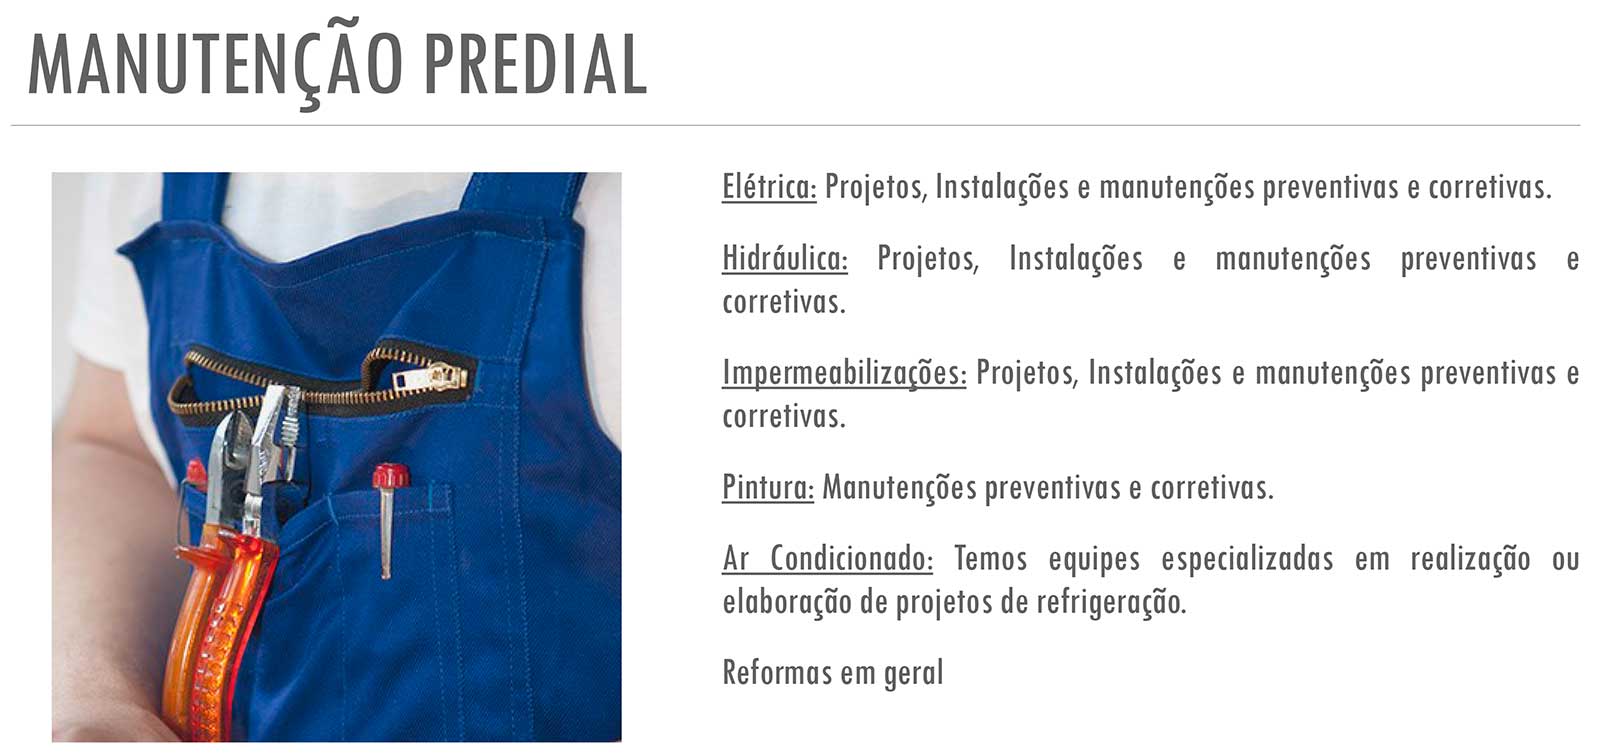 MANUTENÇÃO PREDIAL
Elétrica: Projetos, Instalações e manutenções preventivas e corretivas.
Hidráulica: Projetos, Instalações e manutenções preventivas e
corretivas.
Impermeabilizações: Projetos, Instalações e manutenções preventivas e
corretivas.
Pintura: Manutenções preventivas e corretivas.
Ar Condicionado: Temos equipes especializadas em realização ou
elaboração de projetos de refrigeração.
Reformas em geral